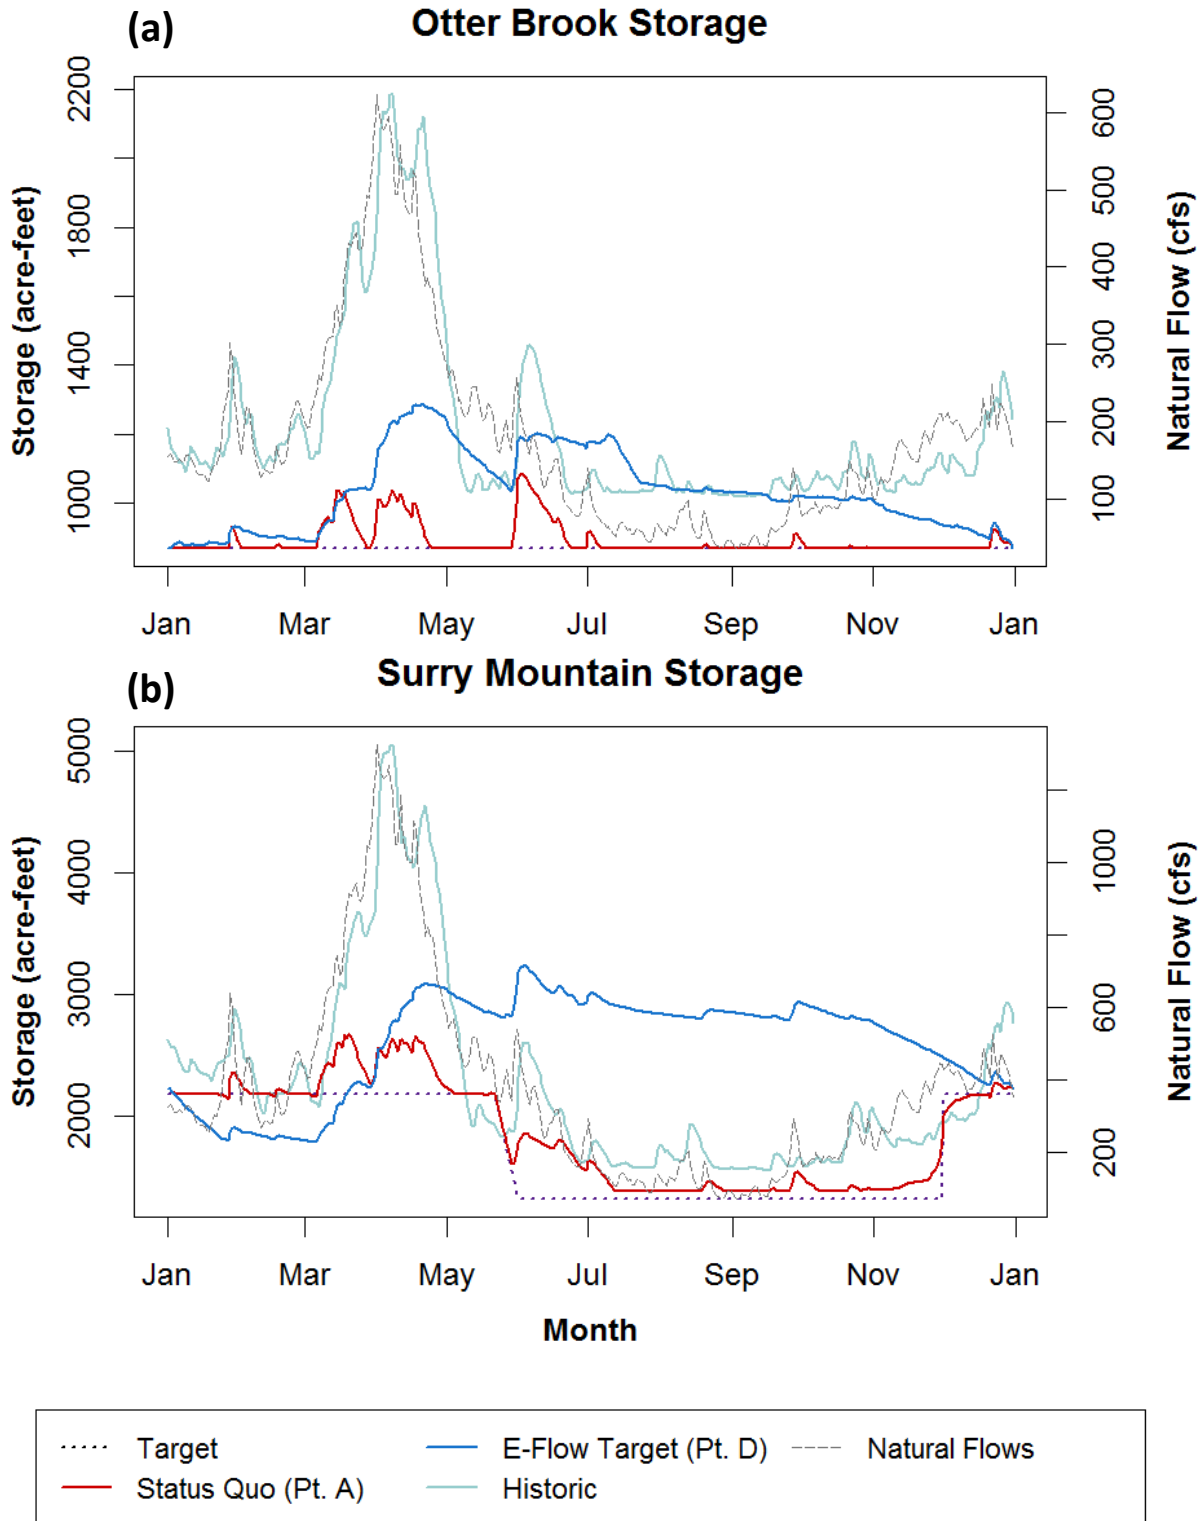 (a)
Otter Brook Storage
Storage (acre-feet)
2200
1800
1400
1000
Natural Flow (cfs)
600
500
400
300
200
100
Jan Mar May Jul Sep Nov Jan
(b)
Surry Mountain Storage
Storage (acre-feet)
5000
4000
3000
2000
Natural Flow (cfs)
1000
600
200
Jan Mar May Jul Sep Nov Jan
Month
Target E-Flow Target (Pt. D) Natural Flows
Status Quo (Pt. A) Historic